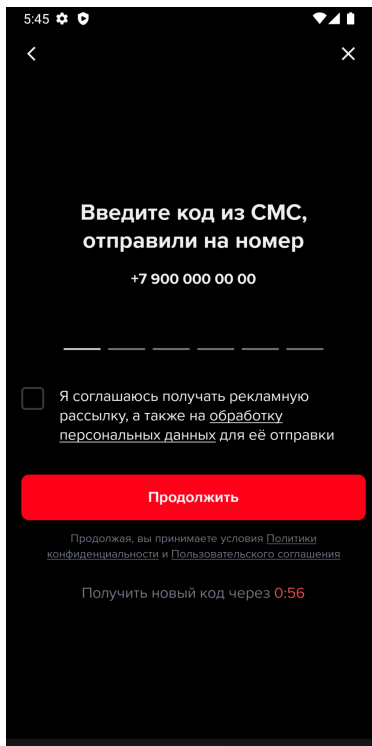 5:45
Введите код из СМС,
отправили на номер
+7 900 000 00 00
Я соглашаюсь получать рекламную
рассылку, а также на обработку
персональных данных для её отправки
Продолжить
Продолжая, вы принимаете условия Политики
конфиденциальности и Пользовательского соглашения
Получить новый код через 0:56